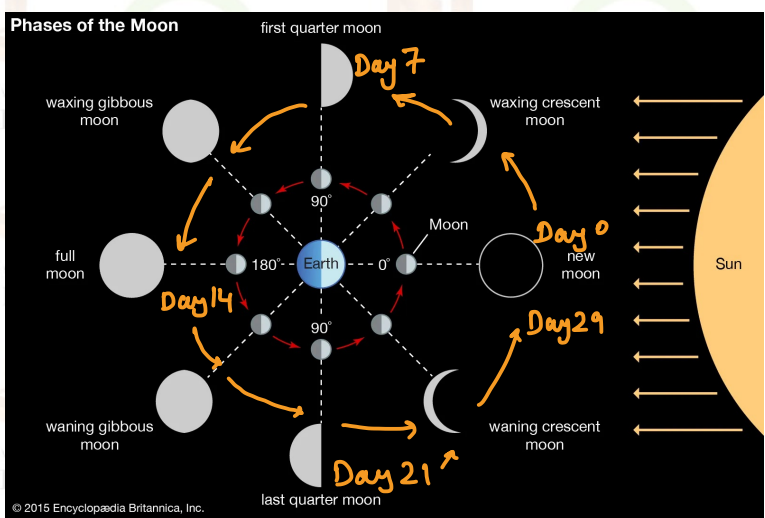 Phases of the Moon
first quarter moon
Day 7
waxing gibbous
moon
waxing crescent
moon
90°
Moon
Day 0
full
moon
180°
Earth
0°
new
moon
Sun
Day 14
90°
Day 29
waning gibbous
moon
waning crescent
moon
Day 21
last quarter moon
© 2015 Encyclopædia Britannica, Inc.